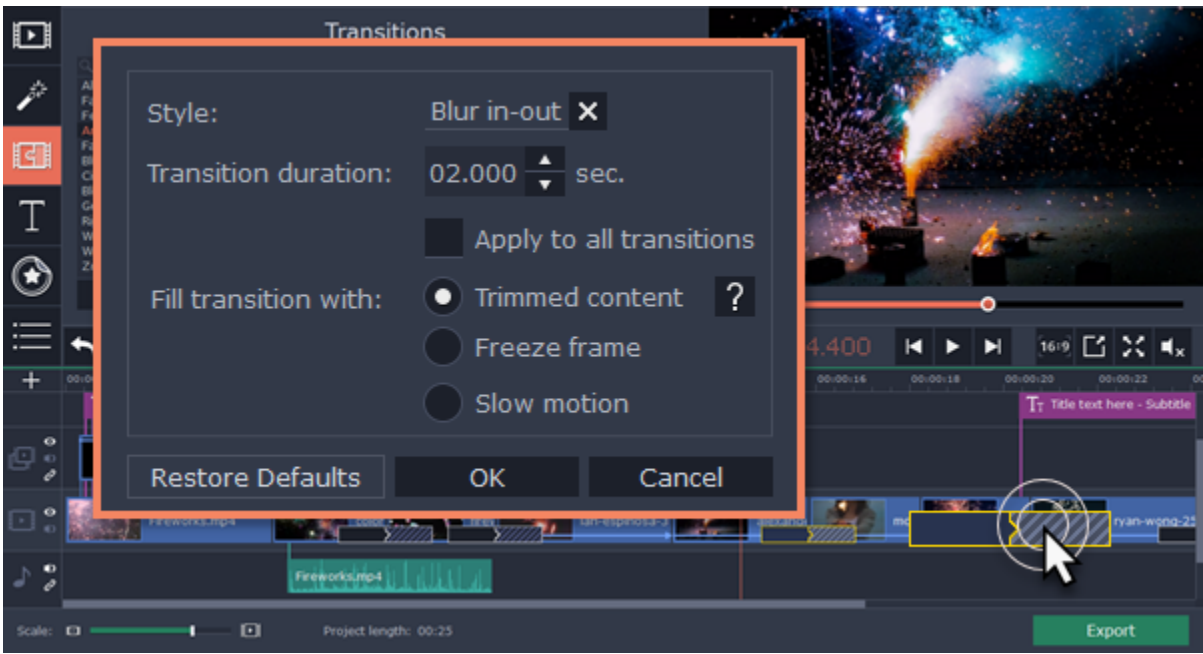 Transitions
Style:
Blur in-out
Transition duration:
02.000 sec.
Apply to all transitions
Fill transition with:
Trimmed content ?
Freeze frame
Slow motion
Restore Defaults
OK
Cancel
4.400
16:9
00:00:16 00:00:18 00:00:20 00:00:22
Title text here - Subtitle
Fireworks.mp4
ryan-wong-25
Fireworks.mp4
Scale:
Project length: 00:25
Export